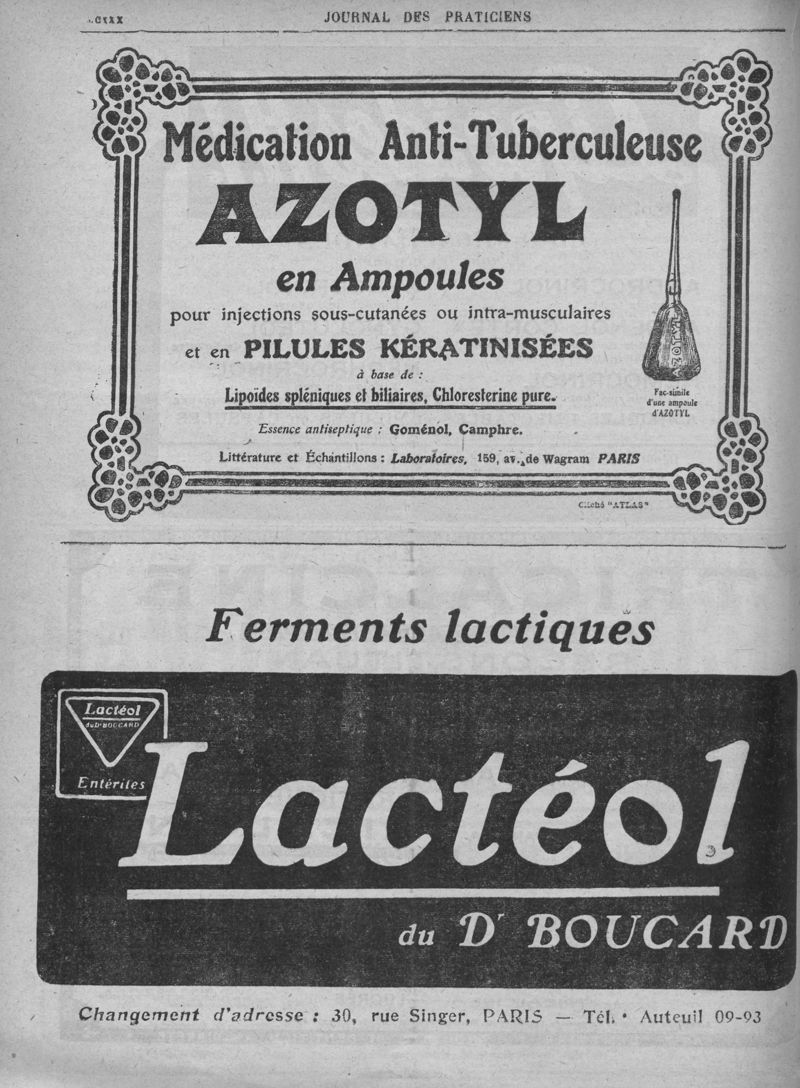 JOURNAL DES PRATICIENS
Médication Anti-Tuberculeuse
AZOTYL
en Ampoules
pour injections sous-cutanées ou intra-musculaires
et en PILULES KÉRATINISÉES
à base de :
Lipoïdes spléniques et biliaires, Chloresterine pure.
Essence antiseptique : Goménol, Camphre.
Littérature et Échantillons : Laboratoires, 159, av. de Wagram PARIS
AZOTYL
Fac-simile
d'une ampoule
d'AZOTYL
Cliché "ATLAS"
Ferments lactiques
Lactéol
du Dr BOUCARD
Entérites
Lactéol
du Dr BOUCARD
Changement d'adresse : 30, rue Singer, PARIS — Tél. • Auteuil 09-93